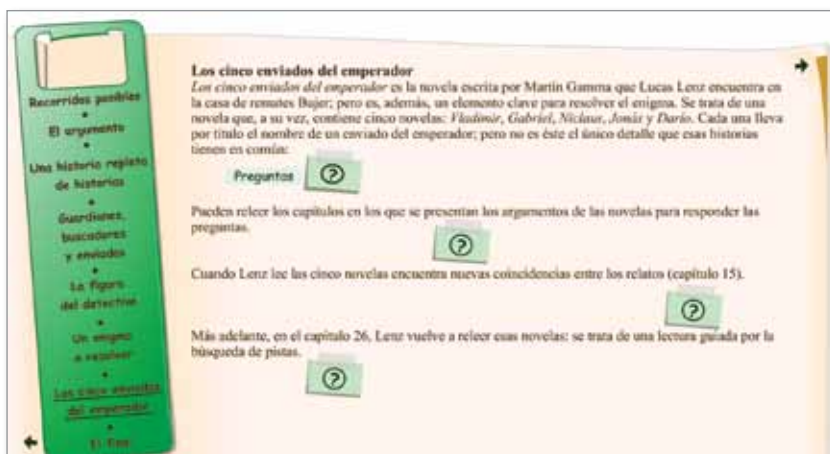 Recorridos posibles
El argumento
Una historia repleta
de historias
Guardianes,
buscadores
y enviados
La figura
del detective
Un enigma
a resolver
Los cinco enviados
del emperador
El final
Los cinco enviados del emperador
Los cinco enviados del emperador es la novela escrita por Martín Gamma que Lucas Lenz encuentra en
la casa de remates Bujer; pero es, además, un elemento clave para resolver el enigma. Se trata de una
novela que, a su vez, contiene cinco novelas: Vladimir, Gabriel, Niclaus, Jonás y Darío. Cada una lleva
por título el nombre de un enviado del emperador; pero no es éste el único detalle que esas historias
tienen en común:
Preguntas ?
Pueden releer los capítulos en los que se presentan los argumentos de las novelas para responder las
preguntas.
?
Cuando Lenz lee las cinco novelas encuentra nuevas coincidencias entre los relatos (capítulo 15).
?
Más adelante, en el capítulo 26, Lenz vuelve a releer esas novelas: se trata de una lectura guiada por la
búsqueda de pistas.
?